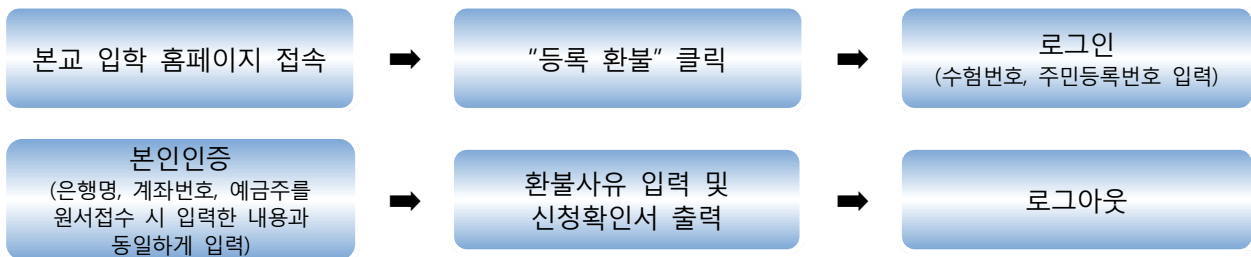 본교 입학 홈페이지 접속
➡
"등록 환불" 클릭
➡
로그인
(수험번호, 주민등록번호 입력)
본인인증
(은행명, 계좌번호, 예금주를
원서접수 시 입력한 내용과
동일하게 입력)
➡
환불사유 입력 및
신청확인서 출력
➡
로그아웃